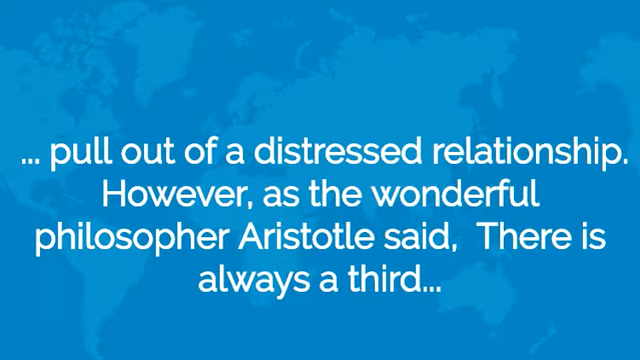 ... pull out of a distressed relationship.
However, as the wonderful
philosopher Aristotle said,  There is
always a third...